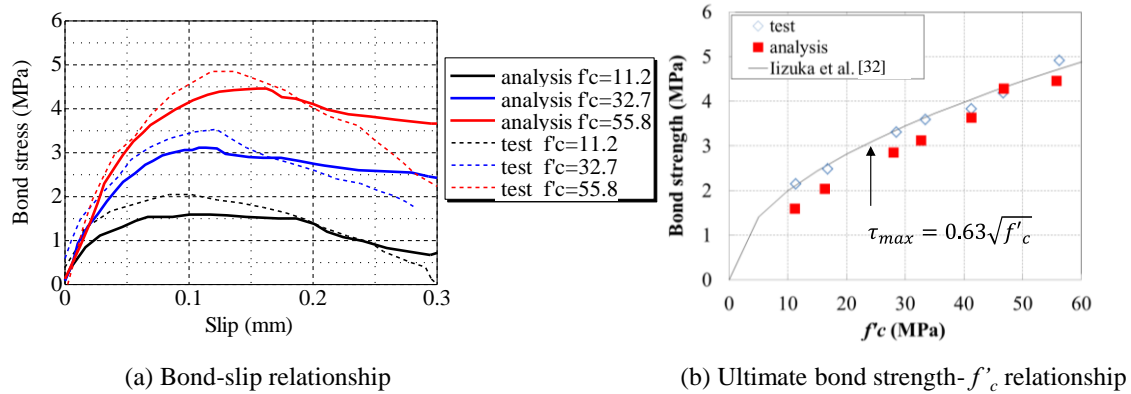 6
5
4
3
2
1
0
Bond stress (MPa)
0
0.1
0.2
0.3
Slip (mm)
analysis f'c=11.2
analysis f'c=32.7
analysis f'c=55.8
test f'c=11.2
test f'c=32.7
test f'c=55.8
(a) Bond-slip relationship
6
5
4
3
2
1
0
Bond strength (MPa)
test
analysis
Iizuka et al. [32]
τmax = 0.63√f'c
0
10
20
30
40
50
60
f'c (MPa)
(b) Ultimate bond strength- f’c relationship